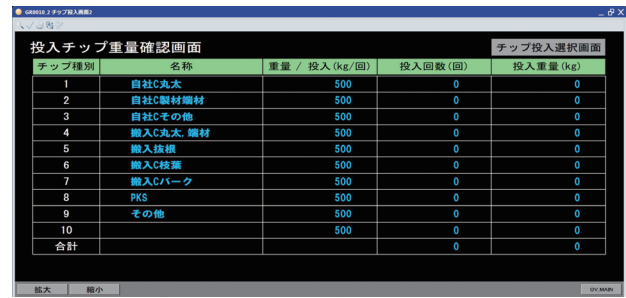 GR0010_2 チップ投入画面2
投入チップ重量確認画面
チップ投入選択画面
チップ種別 名称 重量 / 投入(kg/回) 投入回数(回) 投入重量(kg)
1 自社C丸太 500 0 0
2 自社C製材端材 500 0 0
3 自社Cその他 500 0 0
4 搬入C丸太, 端材 500 0 0
5 搬入抜根 500 0 0
6 搬入C枝葉 500 0 0
7 搬入Cバーク 500 0 0
8 PKS 500 0 0
9 その他 500 0 0
10 500 0 0
合計 0 0
拡大 縮小 OV_MAIN